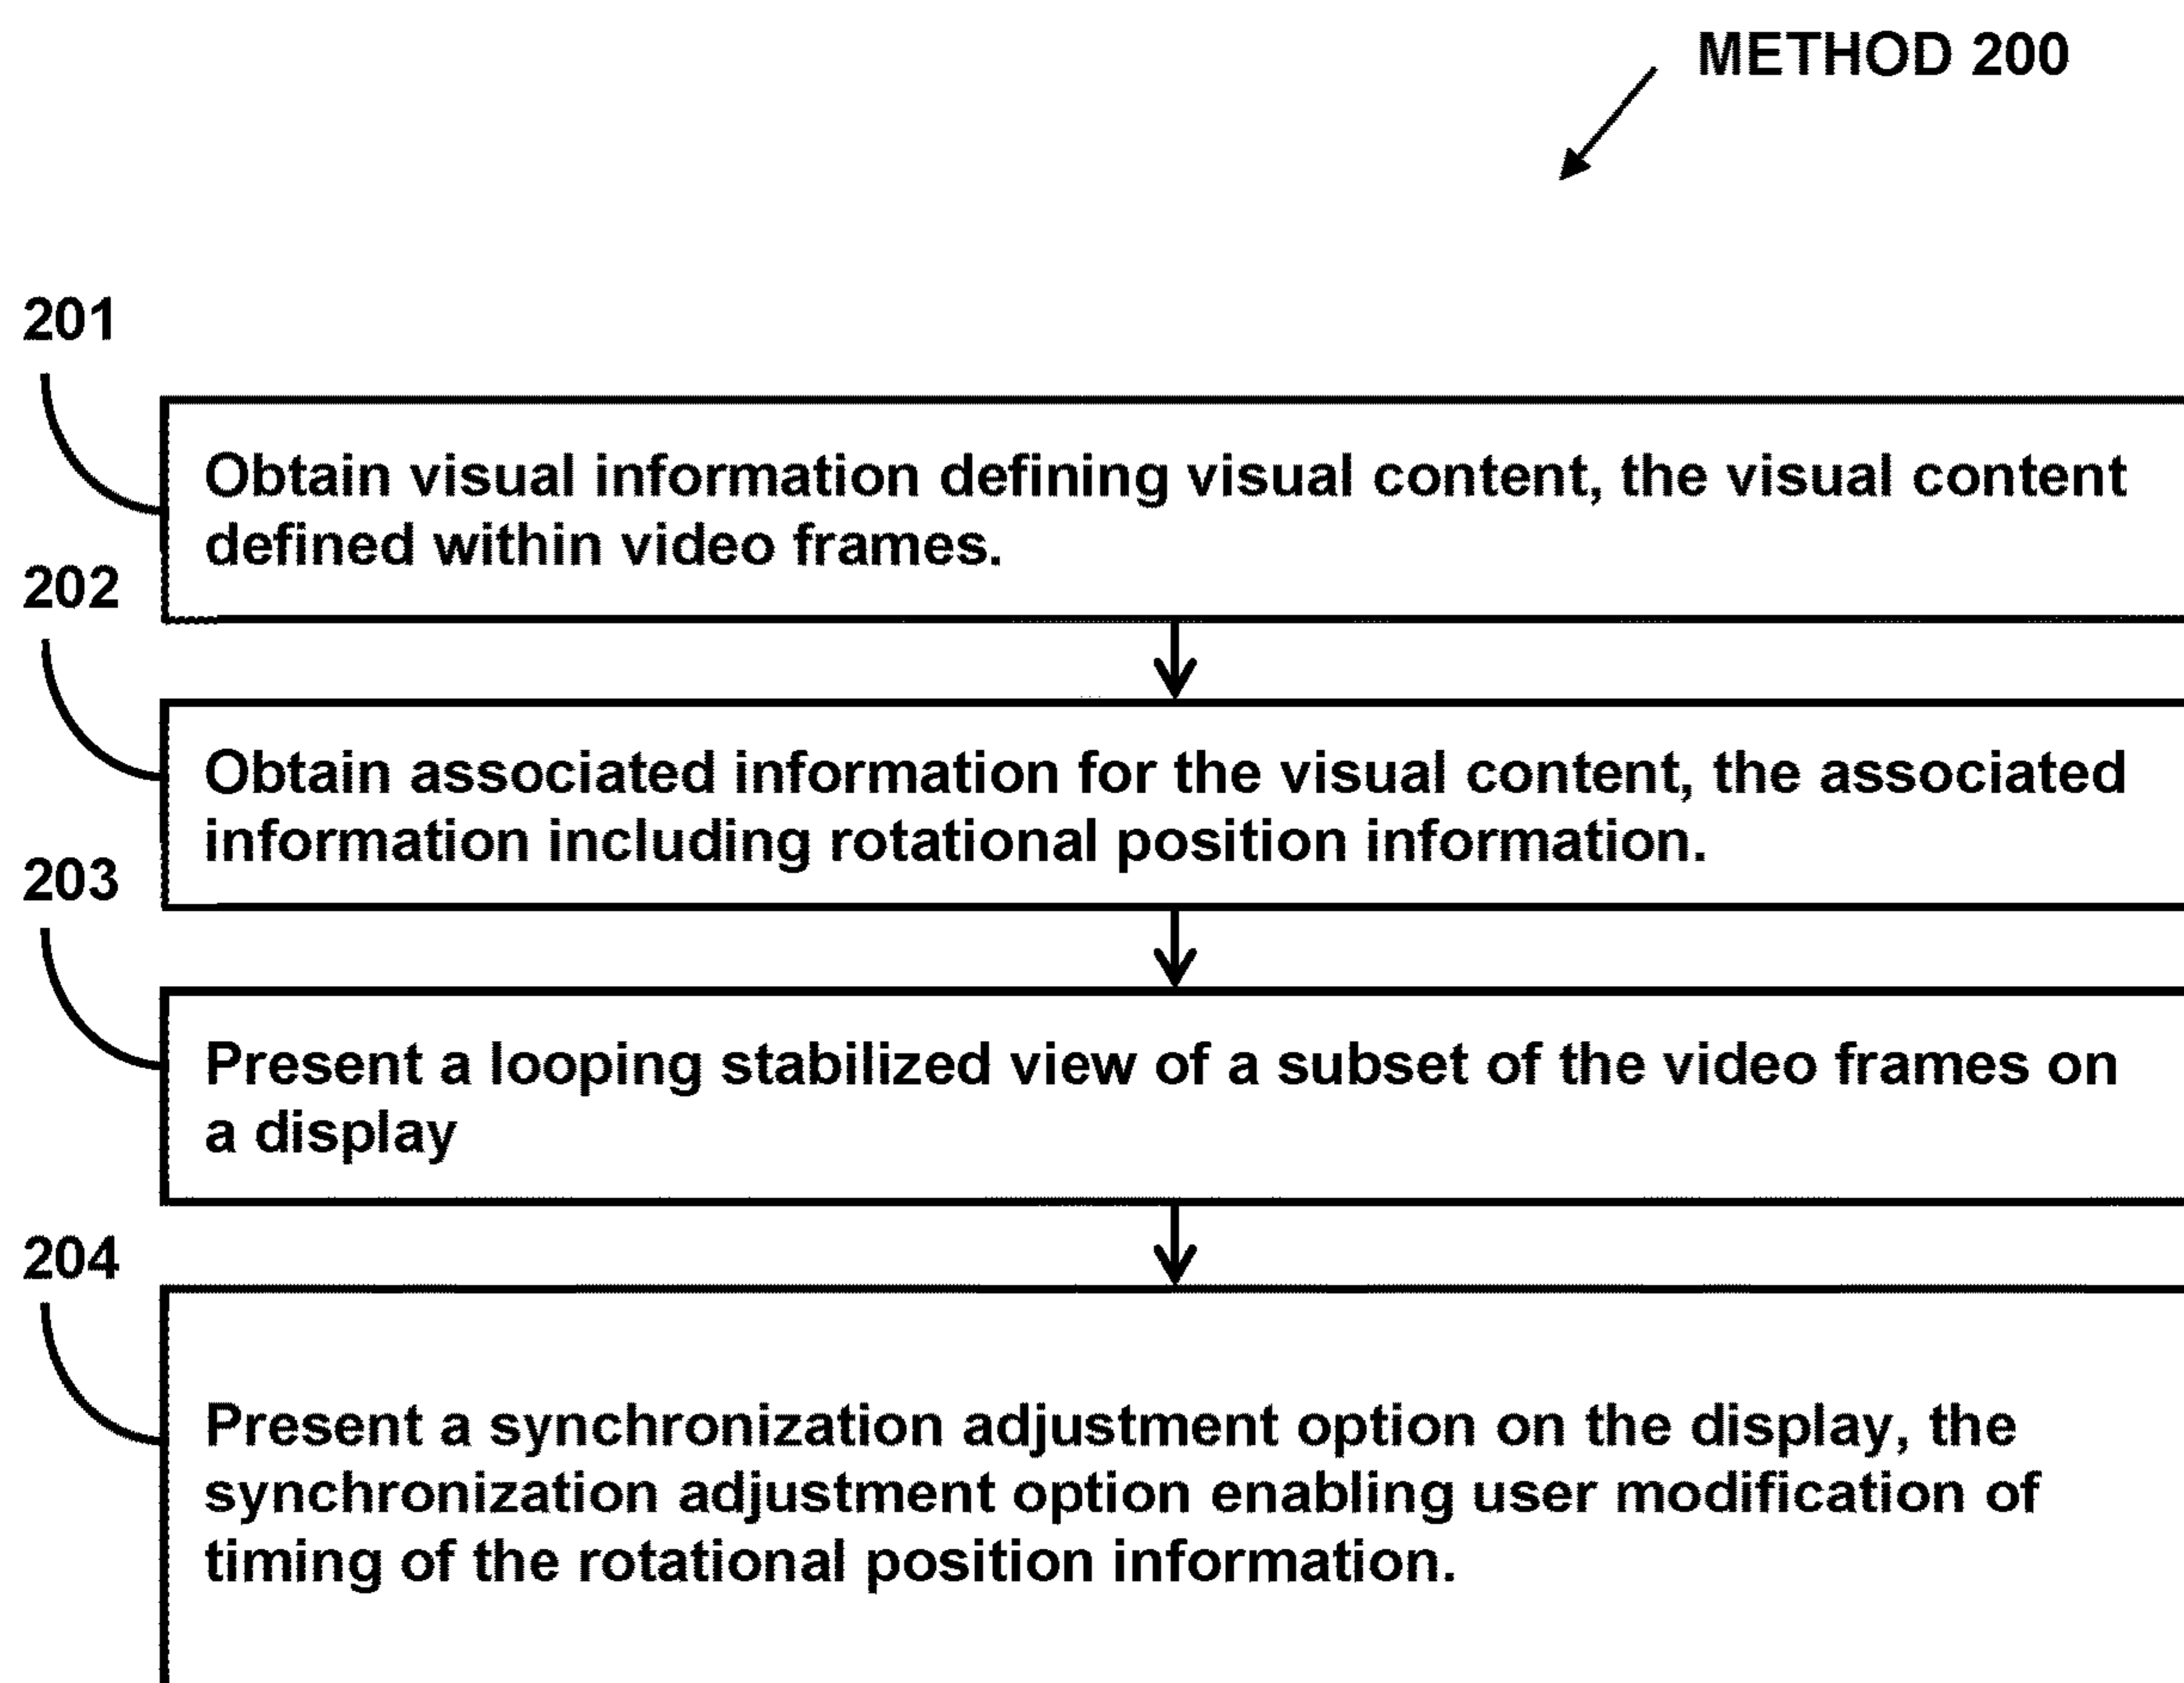 METHOD 200
201
Obtain visual information defining visual content, the visual content
defined within video frames.
202
Obtain associated information for the visual content, the associated
information including rotational position information.
203
Present a looping stabilized view of a subset of the video frames on
a display
204
Present a synchronization adjustment option on the display, the
synchronization adjustment option enabling user modification of
timing of the rotational position information.